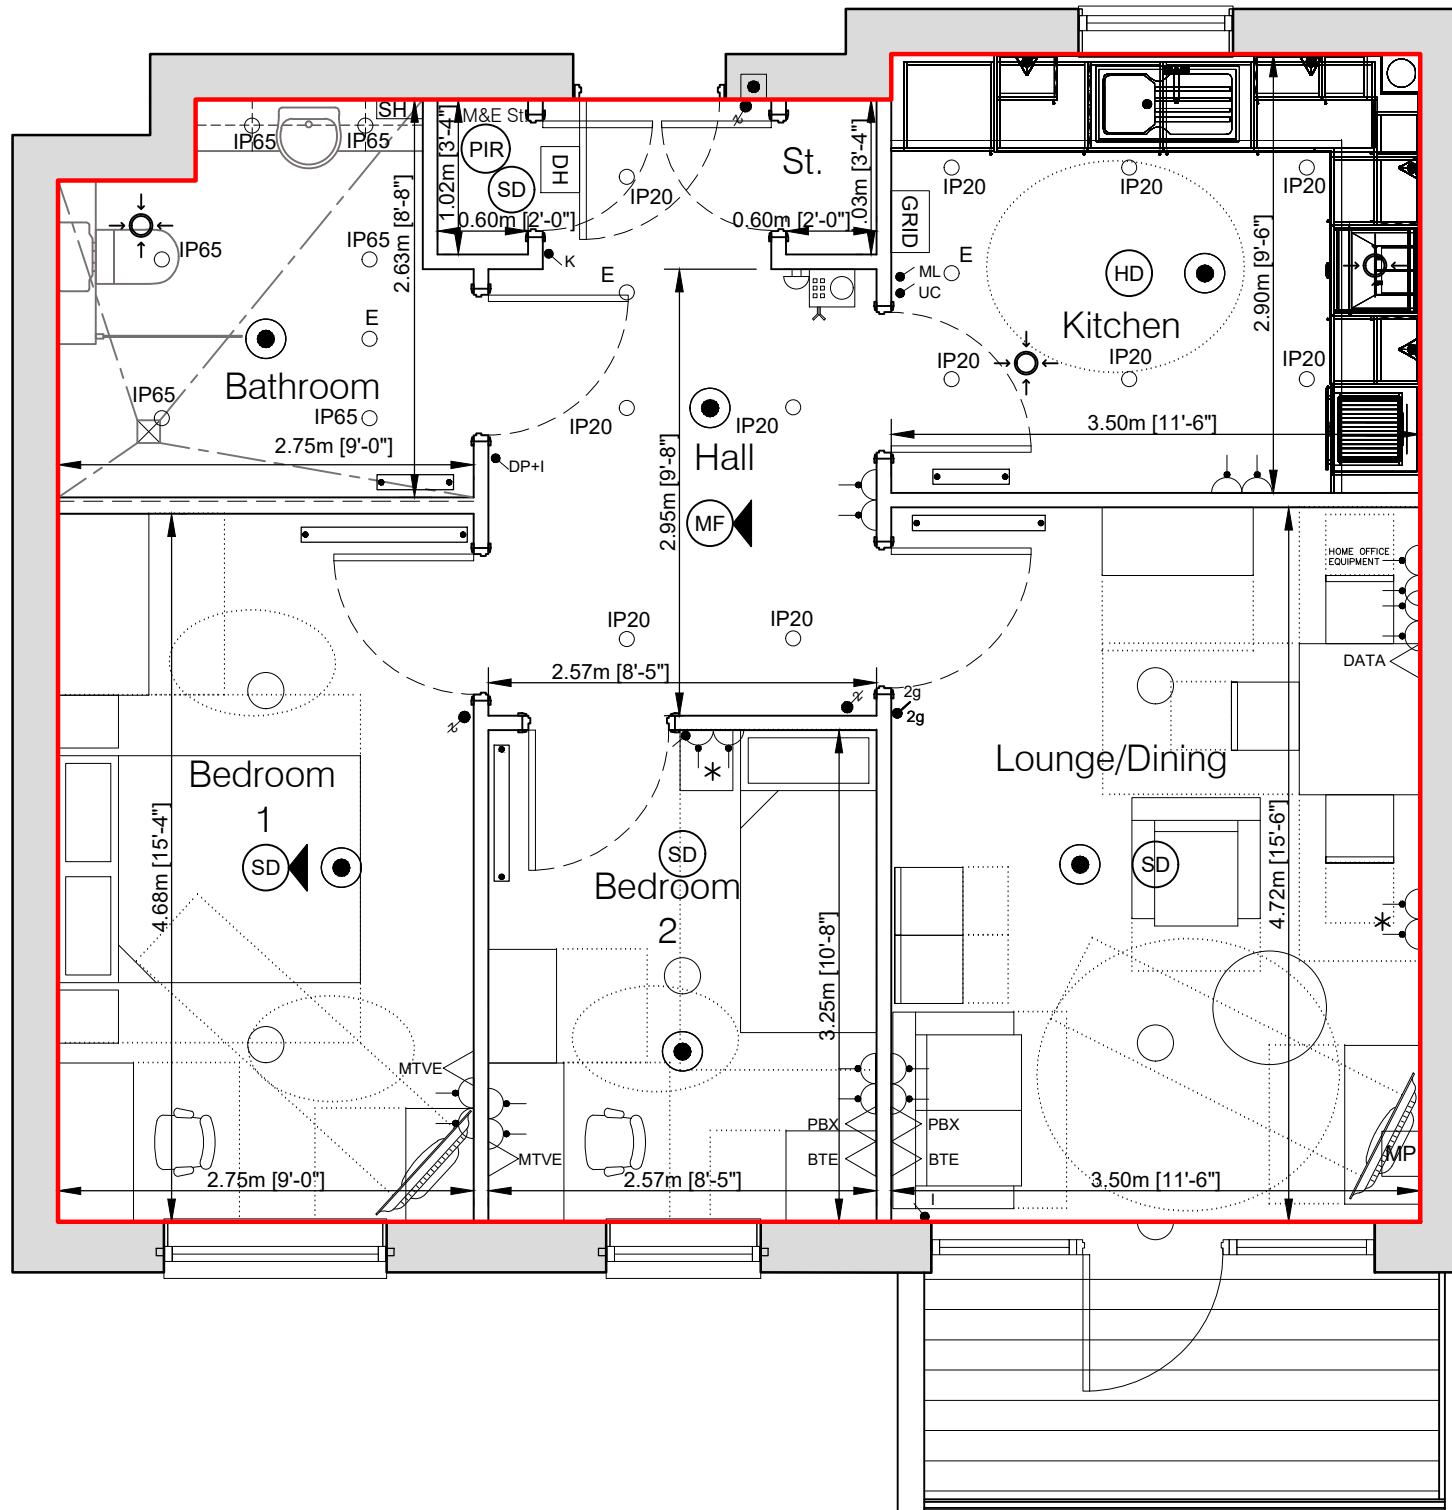 SH
IP65
IP65
M&E St.
PIR
SD
DH
IP20
St.
1.02m [3'-4"]
.03m [3'-4"]
0.60m [2'-0"]
0.60m [2'-0"]
K
E
IP65
IP65
E
2.63m [8'-8"]
Bathroom
IP65
IP65
2.75m [9'-0"]
DP+I
IP20
IP20
Hall
MF
2.95m [9'-8"]
IP20
IP20
2.57m [8'-5"]
GRID
ML
UC
IP20
IP20
IP20
E
HD
Kitchen
2.90m [9'-6"]
IP20
IP20
IP20
3.50m [11'-6"]
HOME OFFICE
EQUIPMENT
DATA
2g
2g
Lounge/Dining
SD
4.72m [15'-6"]
PBX
BTE
MP
3.50m [11'-6"]
Bedroom
1
SD
4.68m [15'-4"]
MTVE
2.75m [9'-0"]
SD
Bedroom
2
3.25m [10'-8"]
PBX
BTE
MTVE
2.57m [8'-5"]